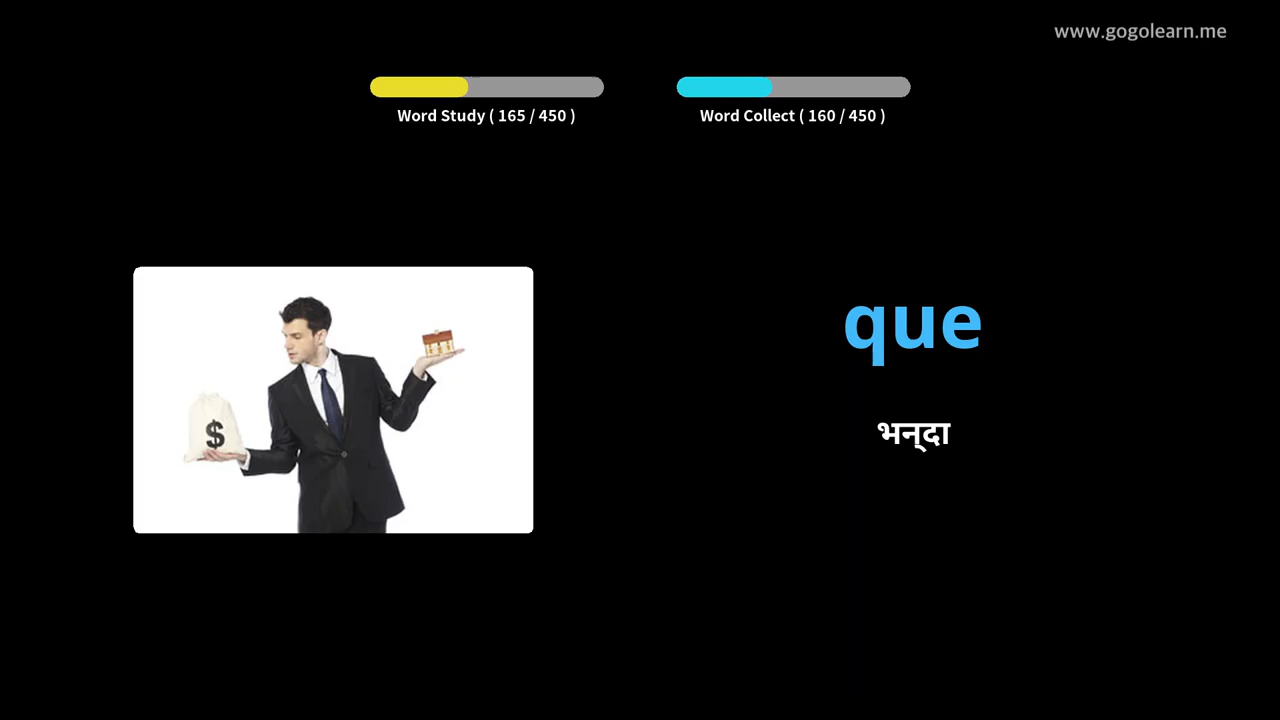 www.gogolearn.me
Word Study ( 165 / 450 )
Word Collect ( 160 / 450 )
$
que
भन्‌दा